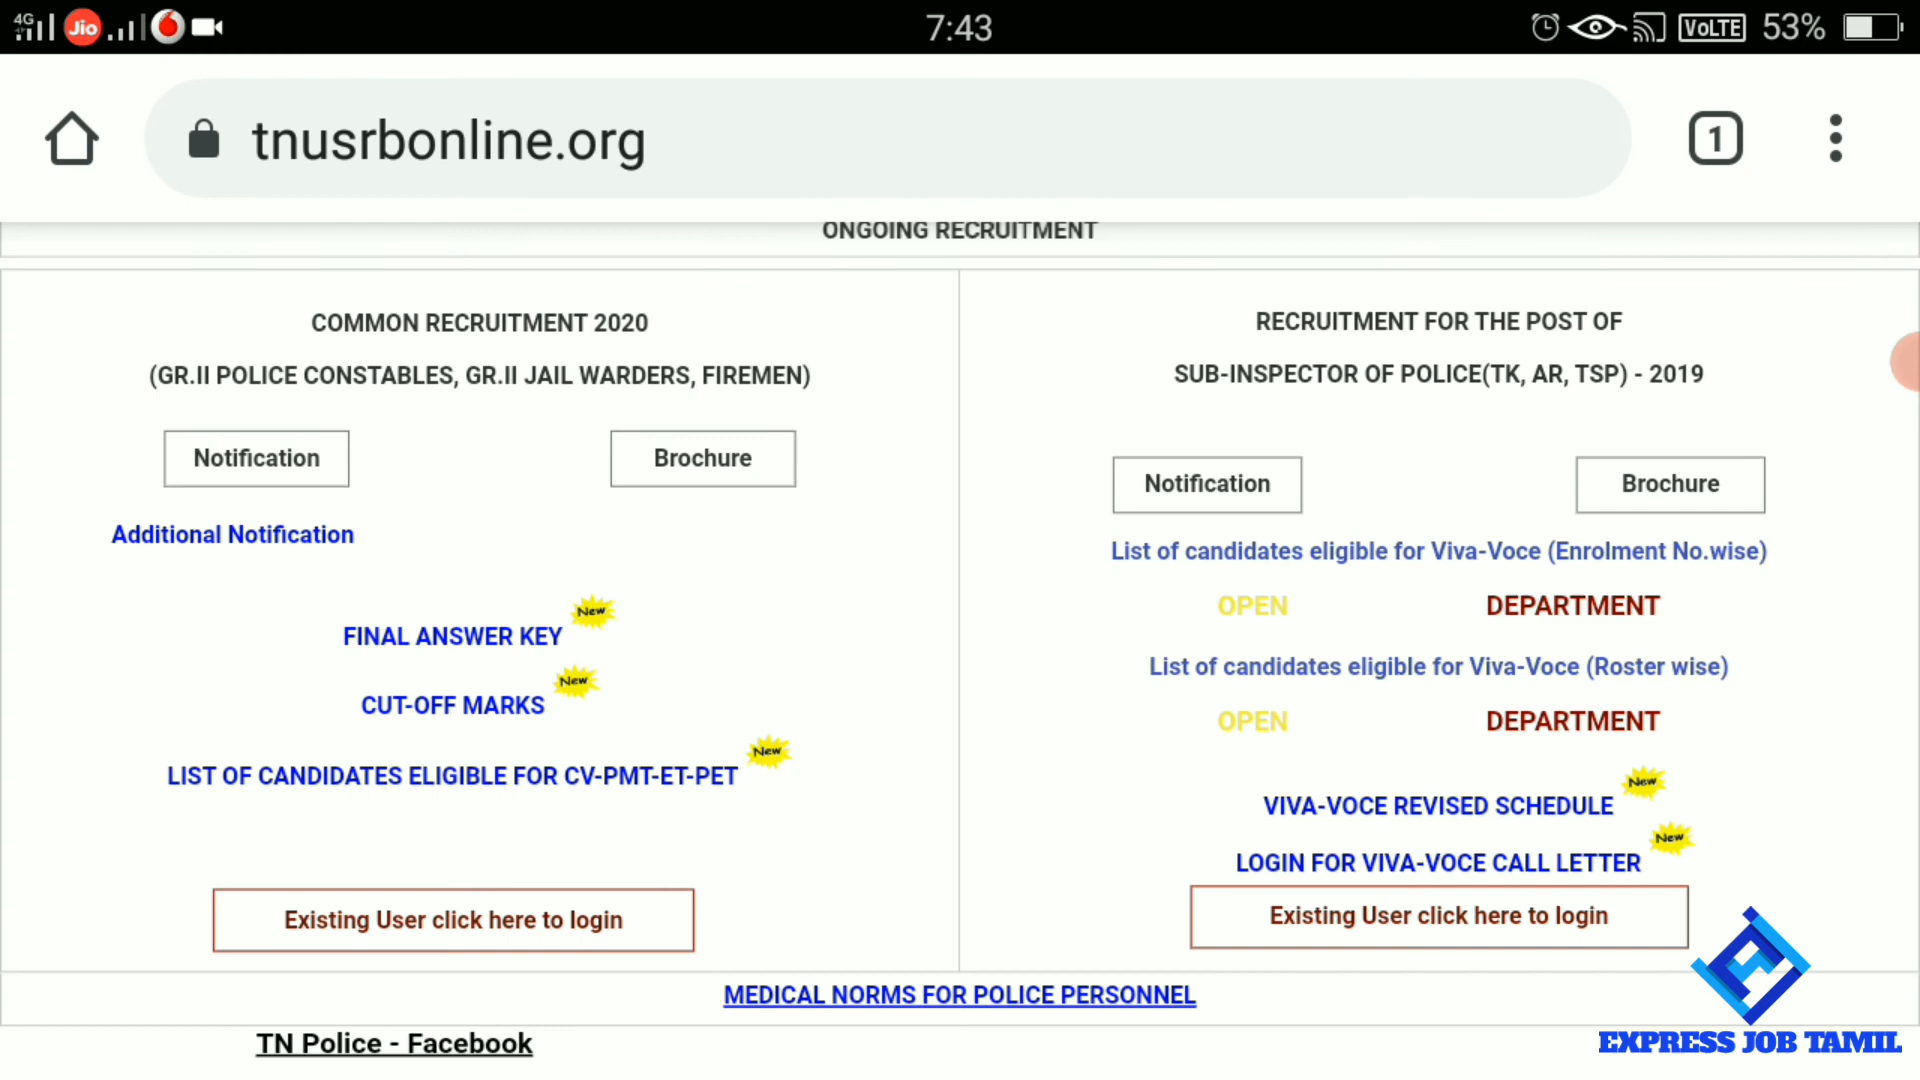 4G
Jio
7:43
VoLTE
53%
tnusrbonline.org
1
ONGOING RECRUITMENT
COMMON RECRUITMENT 2020
(GR.II POLICE CONSTABLES, GR.II JAIL WARDERS, FIREMEN)
Notification
Brochure
Additional Notification
FINAL ANSWER KEY New
CUT-OFF MARKS New
LIST OF CANDIDATES ELIGIBLE FOR CV-PMT-ET-PET New
Existing User click here to login
RECRUITMENT FOR THE POST OF
SUB-INSPECTOR OF POLICE(TK, AR, TSP) - 2019
Notification
Brochure
List of candidates eligible for Viva-Voce (Enrolment No.wise)
OPEN DEPARTMENT
List of candidates eligible for Viva-Voce (Roster wise)
OPEN DEPARTMENT
VIVA-VOCE REVISED SCHEDULE New
LOGIN FOR VIVA-VOCE CALL LETTER New
Existing User click here to login
MEDICAL NORMS FOR POLICE PERSONNEL
TN Police - Facebook
EXPRESS JOB TAMIL